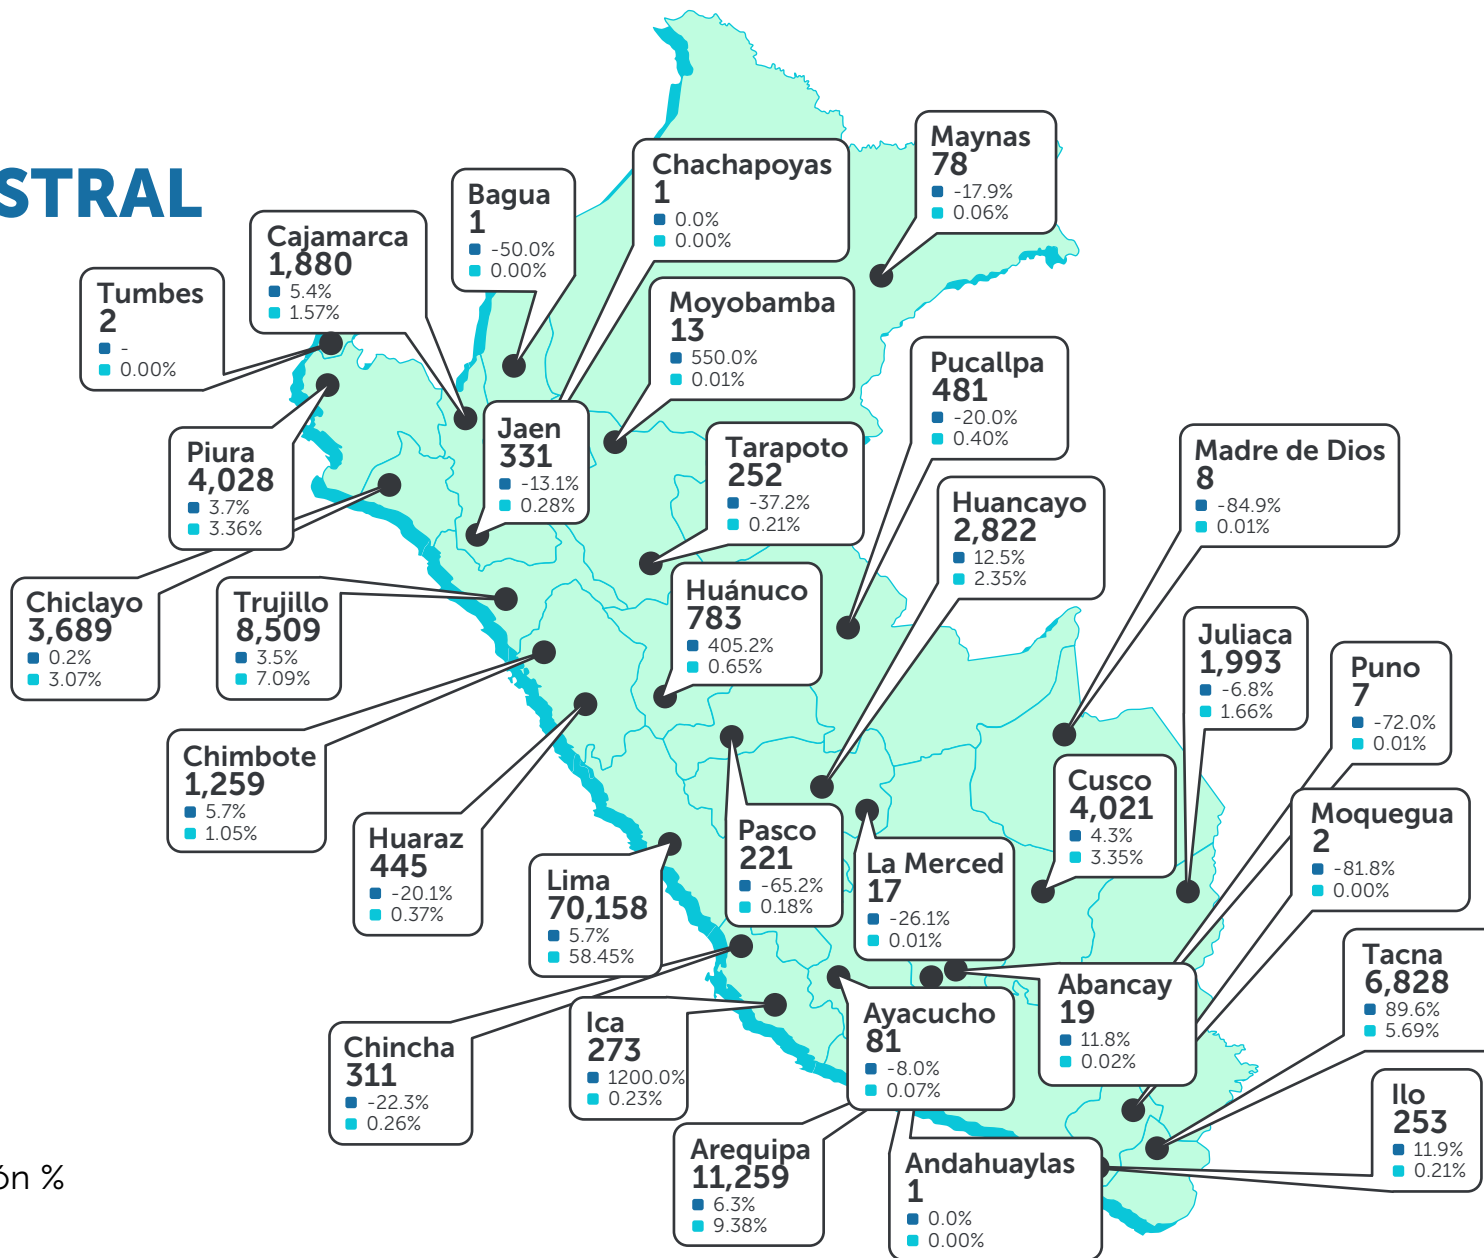 STRAL
Maynas
78
-17.9%
0.06%
Chachapoyas
1
0.0%
0.00%
Bagua
1
-50.0%
0.00%
Cajamarca
1,880
5.4%
1.57%
Tumbes
2
-
0.00%
Moyobamba
13
550.0%
0.01%
Pucallpa
481
-20.0%
0.40%
Piura
4,028
3.7%
3.36%
Jaen
331
-13.1%
0.28%
Tarapoto
252
-37.2%
0.21%
Madre de Dios
8
-84.9%
0.01%
Huancayo
2,822
12.5%
2.35%
Chiclayo
3,689
0.2%
3.07%
Trujillo
8,509
3.5%
7.09%
Huánuco
783
405.2%
0.65%
Juliaca
1,993
-6.8%
1.66%
Puno
7
-72.0%
0.01%
Chimbote
1,259
5.7%
1.05%
Cusco
4,021
4.3%
3.35%
Moquegua
2
-81.8%
0.00%
Huaraz
445
-20.1%
0.37%
Lima
70,158
5.7%
58.45%
Pasco
221
-65.2%
0.18%
La Merced
17
-26.1%
0.01%
Tacna
6,828
89.6%
5.69%
Abancay
19
11.8%
0.02%
Ayacucho
81
-8.0%
0.07%
Ica
273
1200.0%
0.23%
Chincha
311
-22.3%
0.26%
Ilo
253
11.9%
0.21%
Arequipa
11,259
6.3%
9.38%
Andahuaylas
1
0.0%
0.00%
ón %